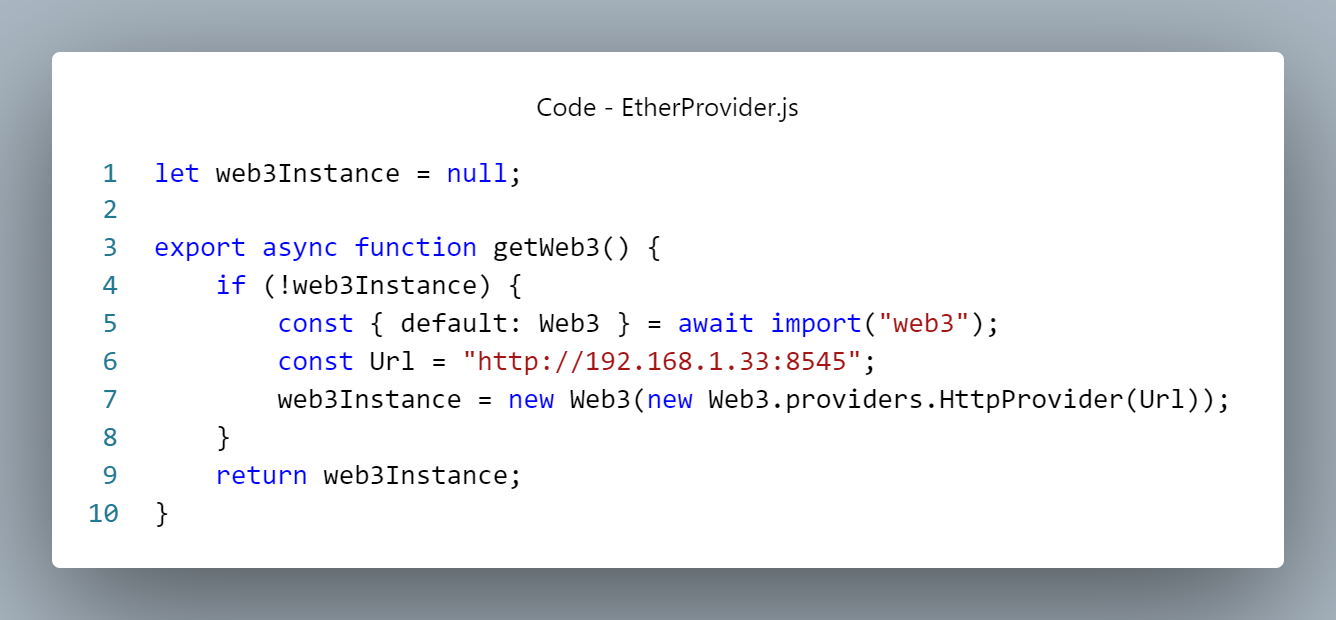 Code - EtherProvider.js
1 let web3Instance = null;
2
3 export async function getWeb3() {
4     if (!web3Instance) {
5         const { default: Web3 } = await import("web3");
6         const Url = "http://192.168.1.33:8545";
7         web3Instance = new Web3(new Web3.providers.HttpProvider(Url));
8     }
9     return web3Instance;
10 }